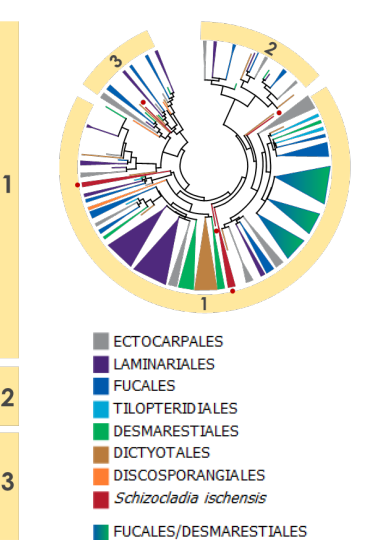 3
2
1
1
2
3
ECTOCARPALES
LAMINARIALES
FUCALES
TILOPTERIDIALES
DESMARESTIALES
DICTYOTALES
DISCOSPORANGIALES
Schizocladia ischensis
FUCALES/DESMARESTIALES